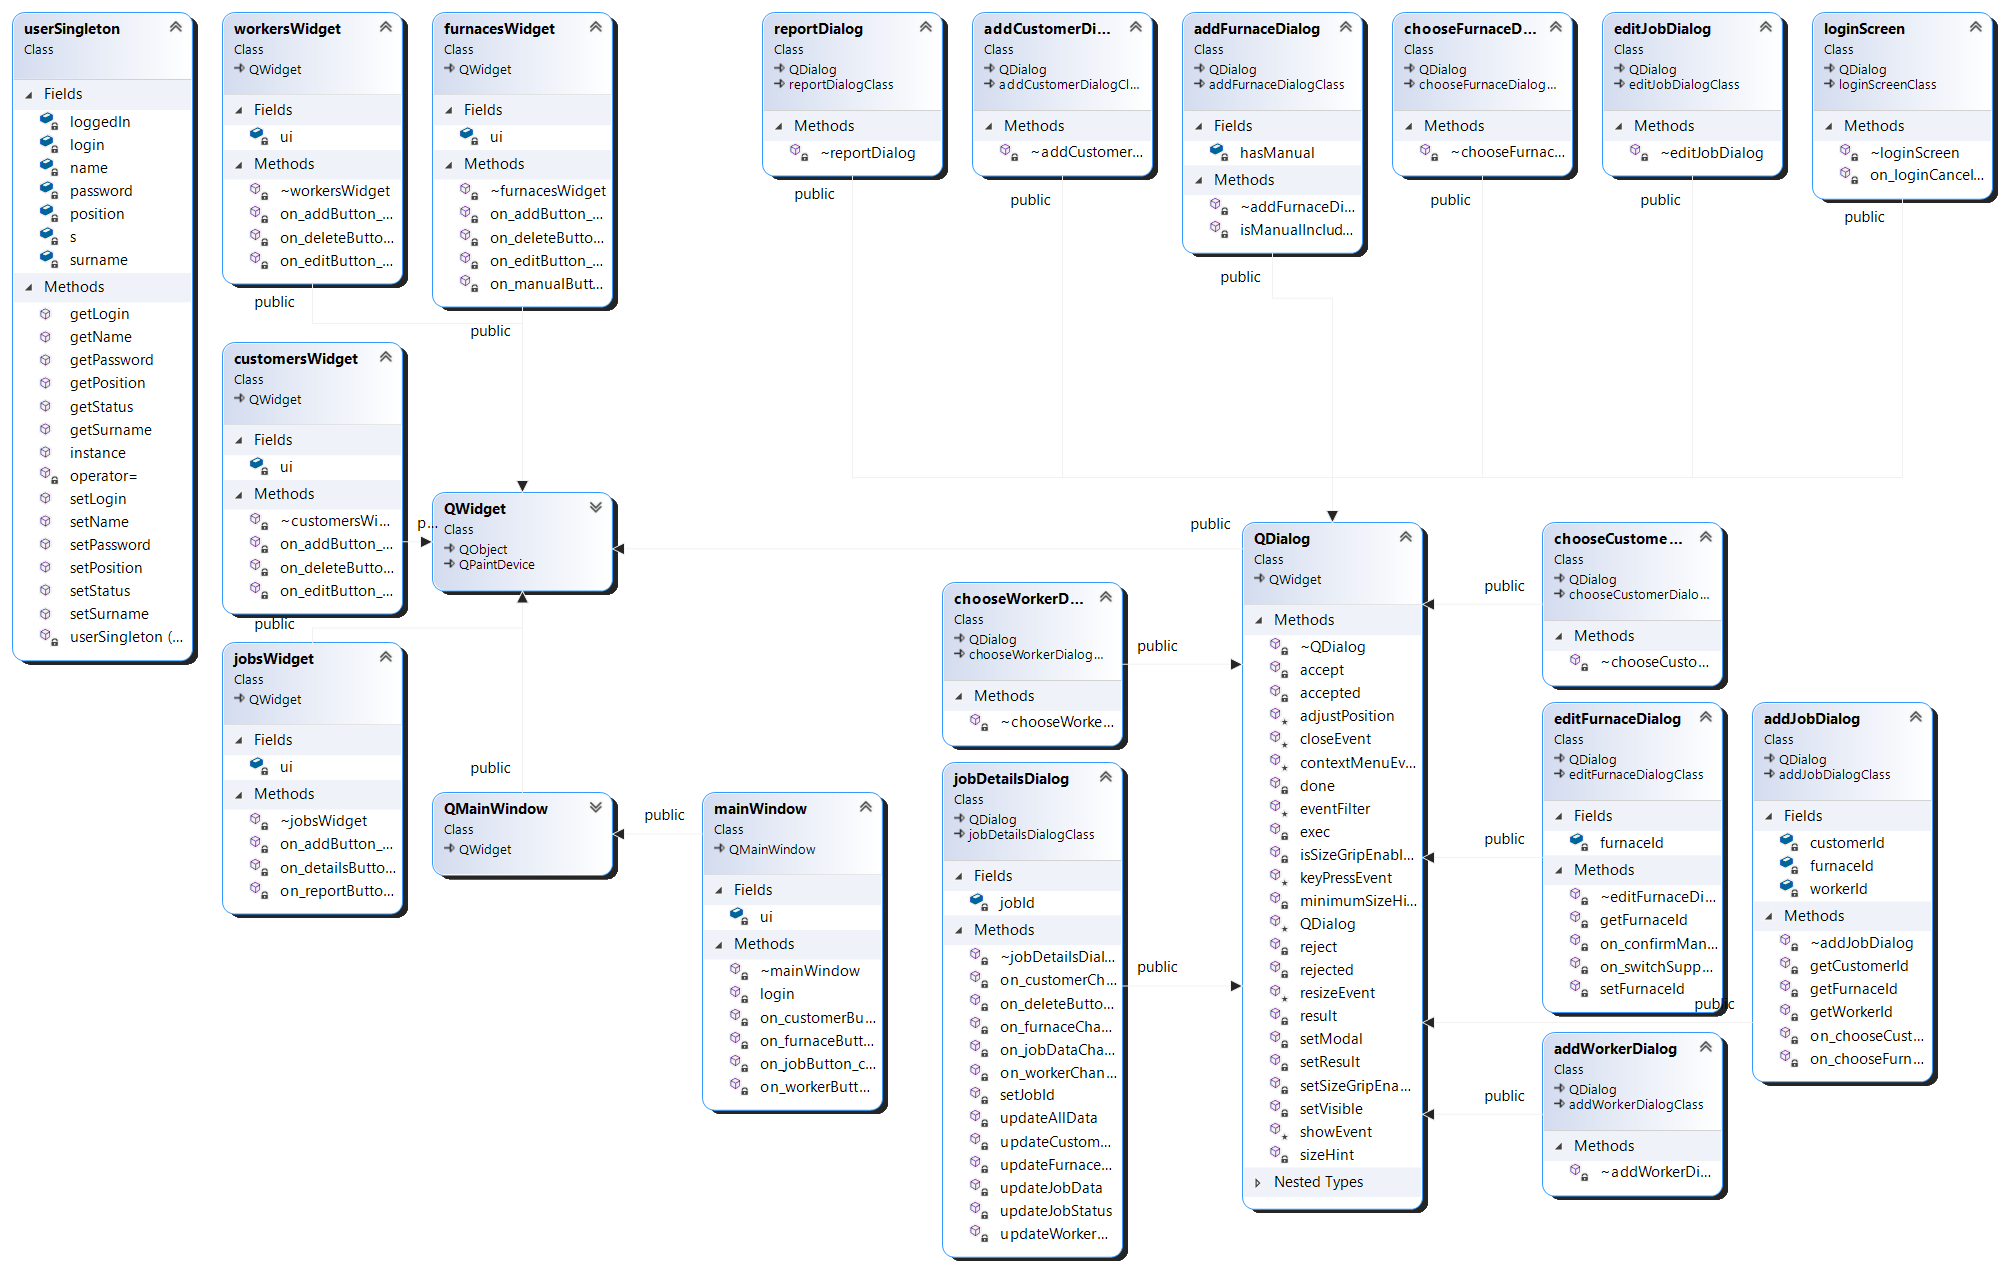 userSingleton
Class
Fields
loggedIn
login
name
password
position
s
surname
Methods
getLogin
getName
getPassword
getPosition
getStatus
getSurname
instance
operator=
setLogin
setName
setPassword
setPosition
setStatus
setSurname
userSingleton (...
workersWidget
Class
QWidget
Fields
ui
Methods
~workersWidget
on_addButton_...
on_deleteButto...
on_editButton_...
public
furnacesWidget
Class
QWidget
Fields
ui
Methods
~furnacesWidget
on_addButton_...
on_deleteButto...
on_editButton_...
on_manualButt...
public
customersWidget
Class
QWidget
Fields
ui
Methods
~customersWi...
on_addButton_...
on_deleteButto...
on_editButton_...
p...
public
QWidget
Class
QObject
QPaintDevice
jobsWidget
Class
QWidget
Fields
ui
Methods
~jobsWidget
on_addButton_...
on_detailsButto...
on_reportButto...
public
QMainWindow
Class
QWidget
public
mainWindow
Class
QMainWindow
Fields
ui
Methods
~mainWindow
login
on_customerBu...
on_furnaceButt...
on_jobButton_c...
on_workerButt...
reportDialog
Class
QDialog
reportDialogClass
Methods
~reportDialog
public
addCustomerDi...
Class
QDialog
addCustomerDialogCl...
Methods
~addCustomer...
public
addFurnaceDialog
Class
QDialog
addFurnaceDialogClass
Fields
hasManual
Methods
~addFurnaceDi...
isManualInclud...
public
chooseFurnaceD...
Class
QDialog
chooseFurnaceDialog...
Methods
~chooseFurnac...
public
editJobDialog
Class
QDialog
editJobDialogClass
Methods
~editJobDialog
public
loginScreen
Class
QDialog
loginScreenClass
Methods
~loginScreen
on_loginCancel...
public
chooseWorkerD...
Class
QDialog
chooseWorkerDialog...
Methods
~chooseWorke...
public
jobDetailsDialog
Class
QDialog
jobDetailsDialogClass
Fields
jobId
Methods
~jobDetailsDial...
on_customerCh...
on_deleteButto...
on_furnaceCha...
on_jobDataCha...
on_workerChan...
setJobId
updateAllData
updateCustom...
updateFurnace...
updateJobData
updateJobStatus
updateWorker...
public
public
QDialog
Class
QWidget
Methods
~QDialog
accept
accepted
adjustPosition
closeEvent
contextMenuEv...
done
eventFilter
exec
isSizeGripEnabl...
keyPressEvent
minimumSizeHi...
QDialog
reject
rejected
resizeEvent
result
setModal
setResult
setSizeGripEna...
setVisible
showEvent
sizeHint
Nested Types
public
chooseCustome...
Class
QDialog
chooseCustomerDialo...
Methods
~chooseCusto...
public
editFurnaceDialog
Class
QDialog
editFurnaceDialogClass
Fields
furnaceId
Methods
~editFurnaceDi...
getFurnaceId
on_confirmMan...
on_switchSupp...
setFurnaceId
public
addJobDialog
Class
QDialog
addJobDialogClass
Fields
customerId
furnaceId
workerId
Methods
~addJobDialog
getCustomerId
getFurnaceId
getWorkerId
on_chooseCust...
on_chooseFurn...
public
addWorkerDialog
Class
QDialog
addWorkerDialogClass
Methods
~addWorkerDi...